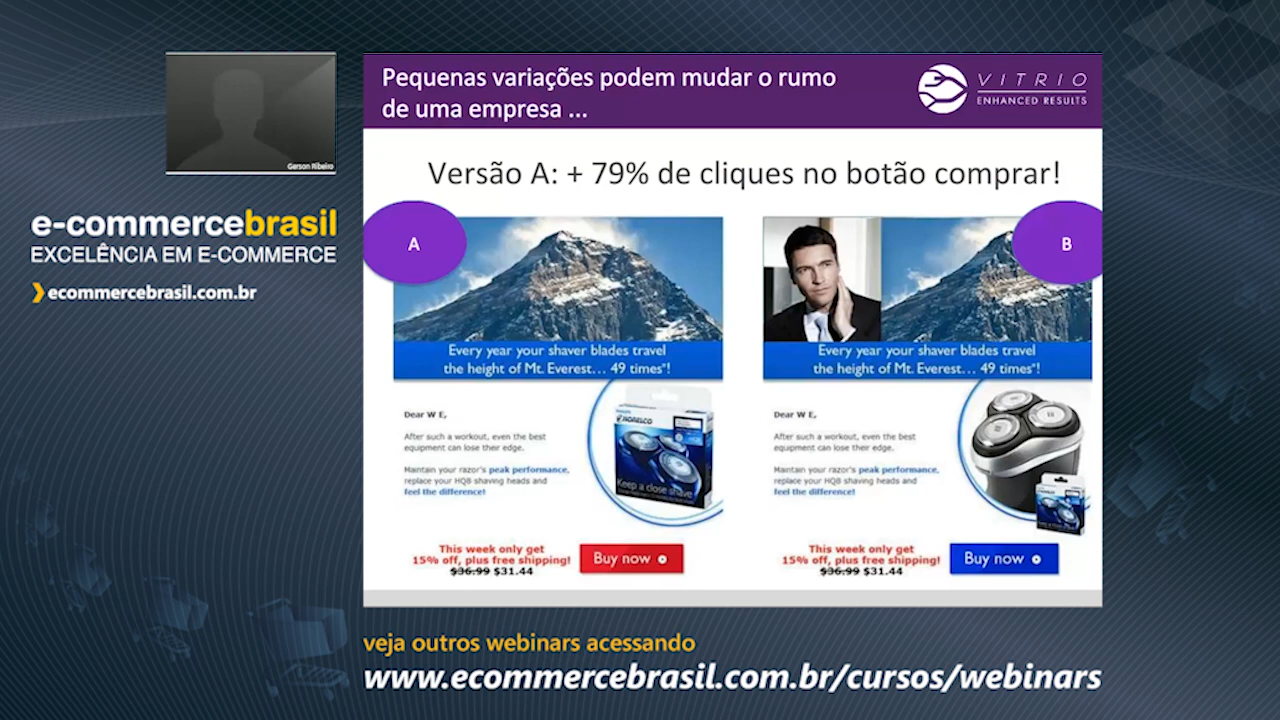 Gerson Ribeiro
e-commercebrasil
EXCELÊNCIA EM E-COMMERCE
ecommercebrasil.com.br
Pequenas variações podem mudar o rumo
de uma empresa ...
VITRIO
ENHANCED RESULTS
Versão A: + 79% de cliques no botão comprar!
A
Every year your shaver blades travel
the height of Mt. Everest... 49 times*!
Dear W E,
After such a workout, even the best
equipment can lose their edge.
Maintain your razor's peak performance,
replace your HQ8 shaving heads and
feel the difference!
PHILIPS
NORELCO
Keep a close shave
This week only get
15% off, plus free shipping!
$36.99 $31.44
Buy now
B
Every year your shaver blades travel
the height of Mt. Everest... 49 times*!
Dear W E,
After such a workout, even the best
equipment can lose their edge.
Maintain your razor's peak performance,
replace your HQ8 shaving heads and
feel the difference!
This week only get
15% off, plus free shipping!
$36.99 $31.44
Buy now
veja outros webinars acessando
www.ecommercebrasil.com.br/cursos/webinars